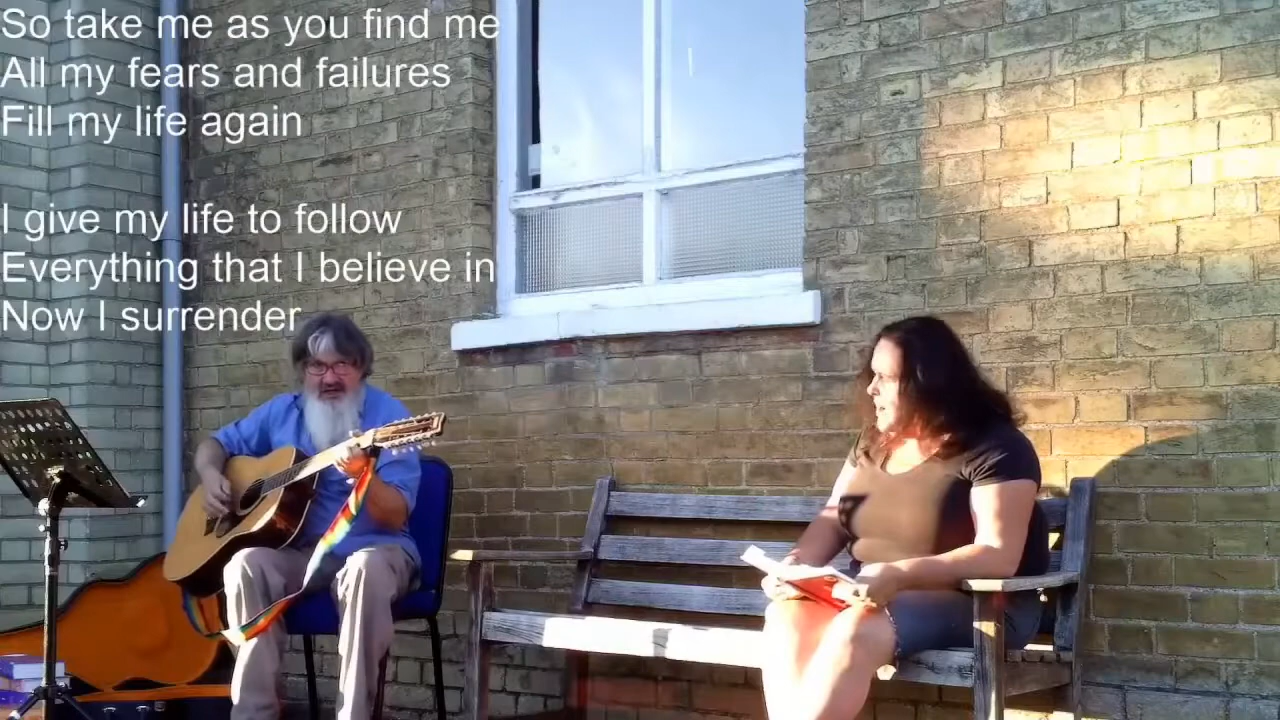 So take me as you find me
All my fears and failures
Fill my life again
I give my life to follow
Everything that I believe in
Now I surrender